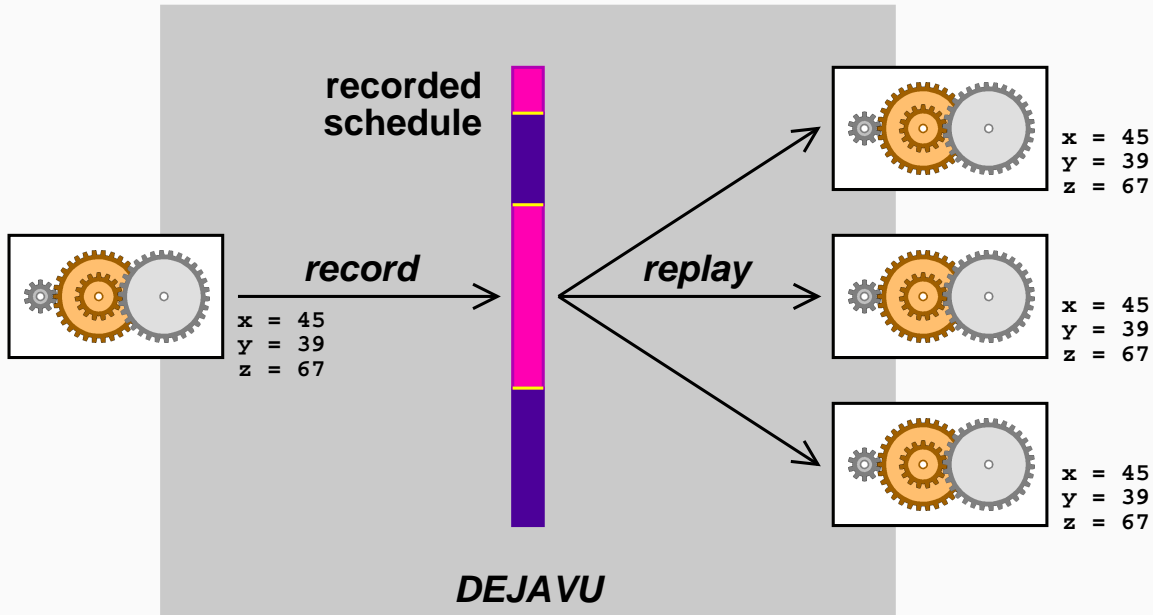 recorded
schedule
record
x = 45
y = 39
z = 67
replay
x = 45
y = 39
z = 67
x = 45
y = 39
z = 67
x = 45
y = 39
z = 67
DEJAVU